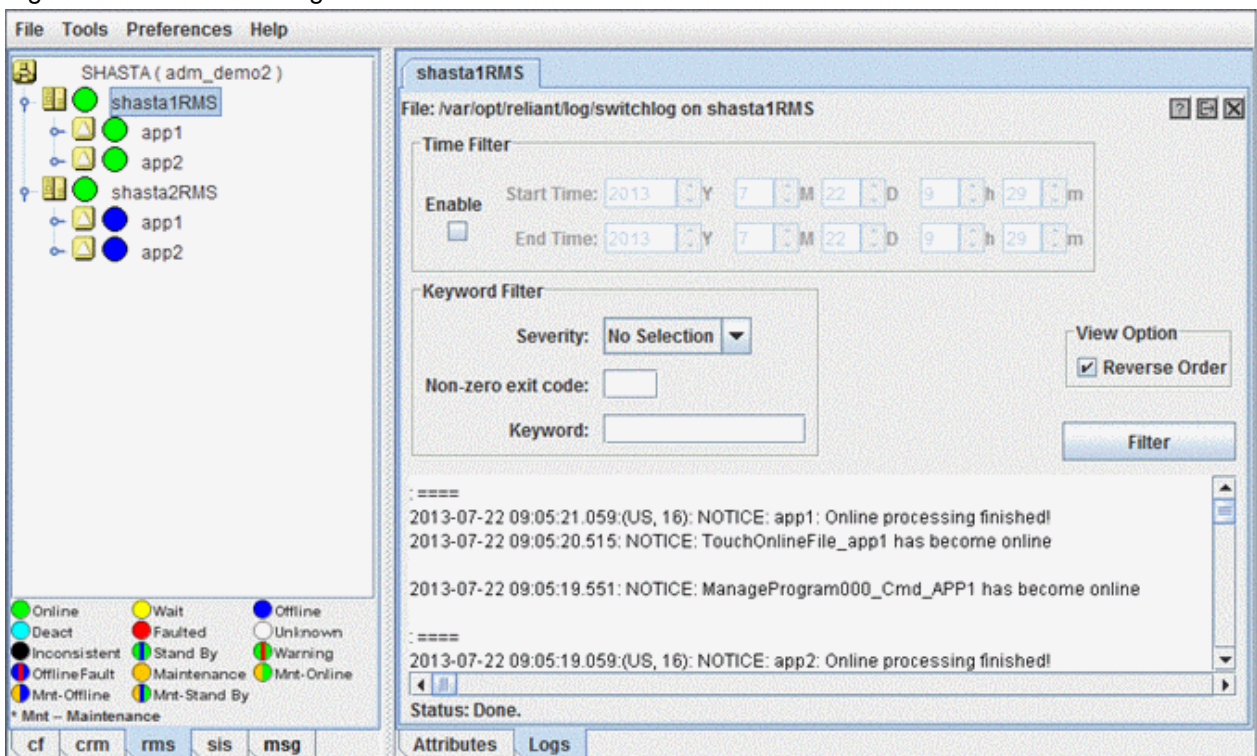 File Tools Preferences Help
SHASTA ( adm_demo2 )
shasta1RMS
app1
app2
shasta2RMS
app1
app2
Online Wait Offline
Deact Faulted Unknown
Inconsistent Stand By Warning
OfflineFault Maintenance Mnt-Online
Mnt-Offline Mnt-Stand By
* Mnt – Maintenance
cf crm rms sis msg
shasta1RMS
File: /var/opt/reliant/log/switchlog on shasta1RMS
Time Filter
Enable
Start Time: 2013 Y 7 M 22 D 9 h 29 m
End Time: 2013 Y 7 M 22 D 9 h 29 m
Keyword Filter
Severity: No Selection
Non-zero exit code:
Keyword:
View Option
Reverse Order
Filter
: ====
2013-07-22 09:05:21.059:(US, 16): NOTICE: app1: Online processing finished!
2013-07-22 09:05:20.515: NOTICE: TouchOnlineFile_app1 has become online
2013-07-22 09:05:19.551: NOTICE: ManageProgram000_Cmd_APP1 has become online
: ====
2013-07-22 09:05:19.059:(US, 16): NOTICE: app2: Online processing finished!
Status: Done.
Attributes Logs